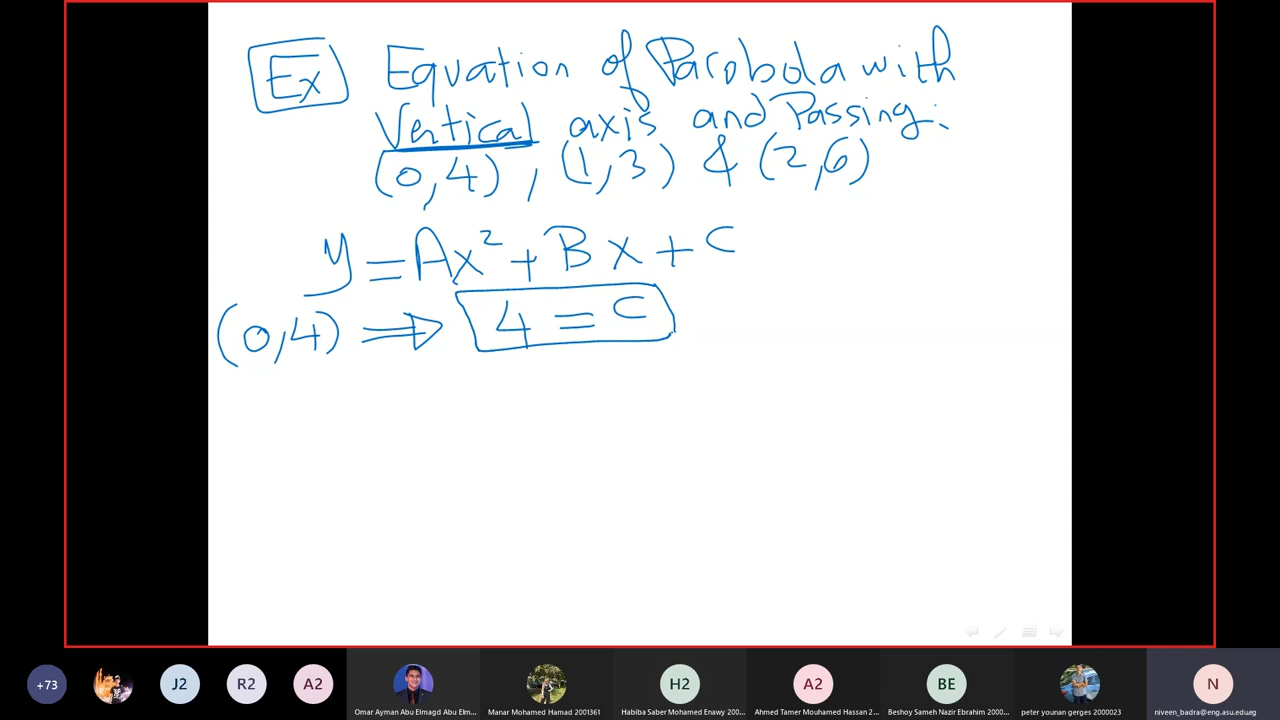 Ex Equation of Parobola with
Vertical axis and Passing:
(0,4), (1,3) & (2,6)
y = Ax² + Bx + C
(0,4) ⇒ 4 = C
+73 J2 R2 A2 H2 A2 BE N
Omar Ayman Abu Elmagd Abu Elm... Manar Mohamed Hamad 2001361 Habiba Saber Mohamed Enawy 200... Ahmed Tamer Mouhamed Hassan 2... Beshoy Sameh Nazir Ebrahim 2000... peter younan gerges 2000023 niveen_badra@eng.asu.edu.eg